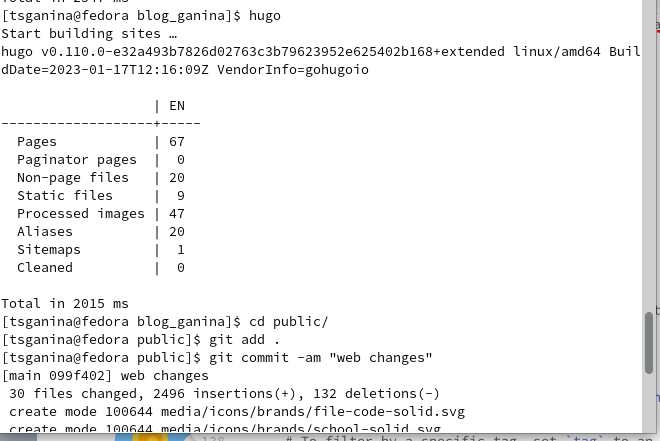 Total in 2017 ms
[tsganina@fedora blog_ganina]$ hugo
Start building sites …
hugo v0.110.0-e32a493b7826d02763c3b79623952e625402b168+extended linux/amd64 Buil
dDate=2023-01-17T12:16:09Z VendorInfo=gohugoio
| EN
-------------------+-----
Pages | 67
Paginator pages | 0
Non-page files | 20
Static files | 9
Processed images | 47
Aliases | 20
Sitemaps | 1
Cleaned | 0
Total in 2015 ms
[tsganina@fedora blog_ganina]$ cd public/
[tsganina@fedora public]$ git add .
[tsganina@fedora public]$ git commit -am "web changes"
[main 099f402] web changes
30 files changed, 2496 insertions(+), 132 deletions(-)
create mode 100644 media/icons/brands/file-code-solid.svg
create mode 100644 media/icons/brands/school-solid.svg
# To filter by a specific tag, set `tag` to an